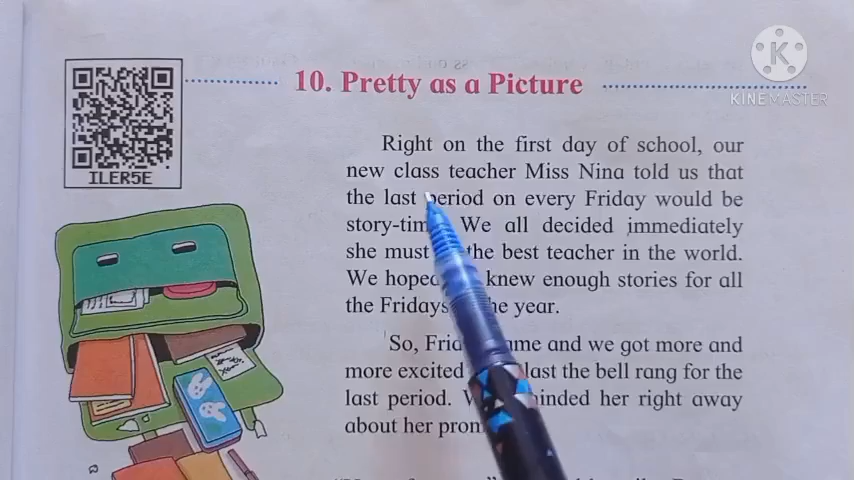 10. Pretty as a Picture
KINEMASTER
ILER5E
Right on the first day of school, our
new class teacher Miss Nina told us that
the last period on every Friday would be
story-tim We all decided immediately
she must the best teacher in the world.
We hoped knew enough stories for all
the Fridays he year.
So, Frid ame and we got more and
more excited last the bell rang for the
last period. W inded her right away
about her prom